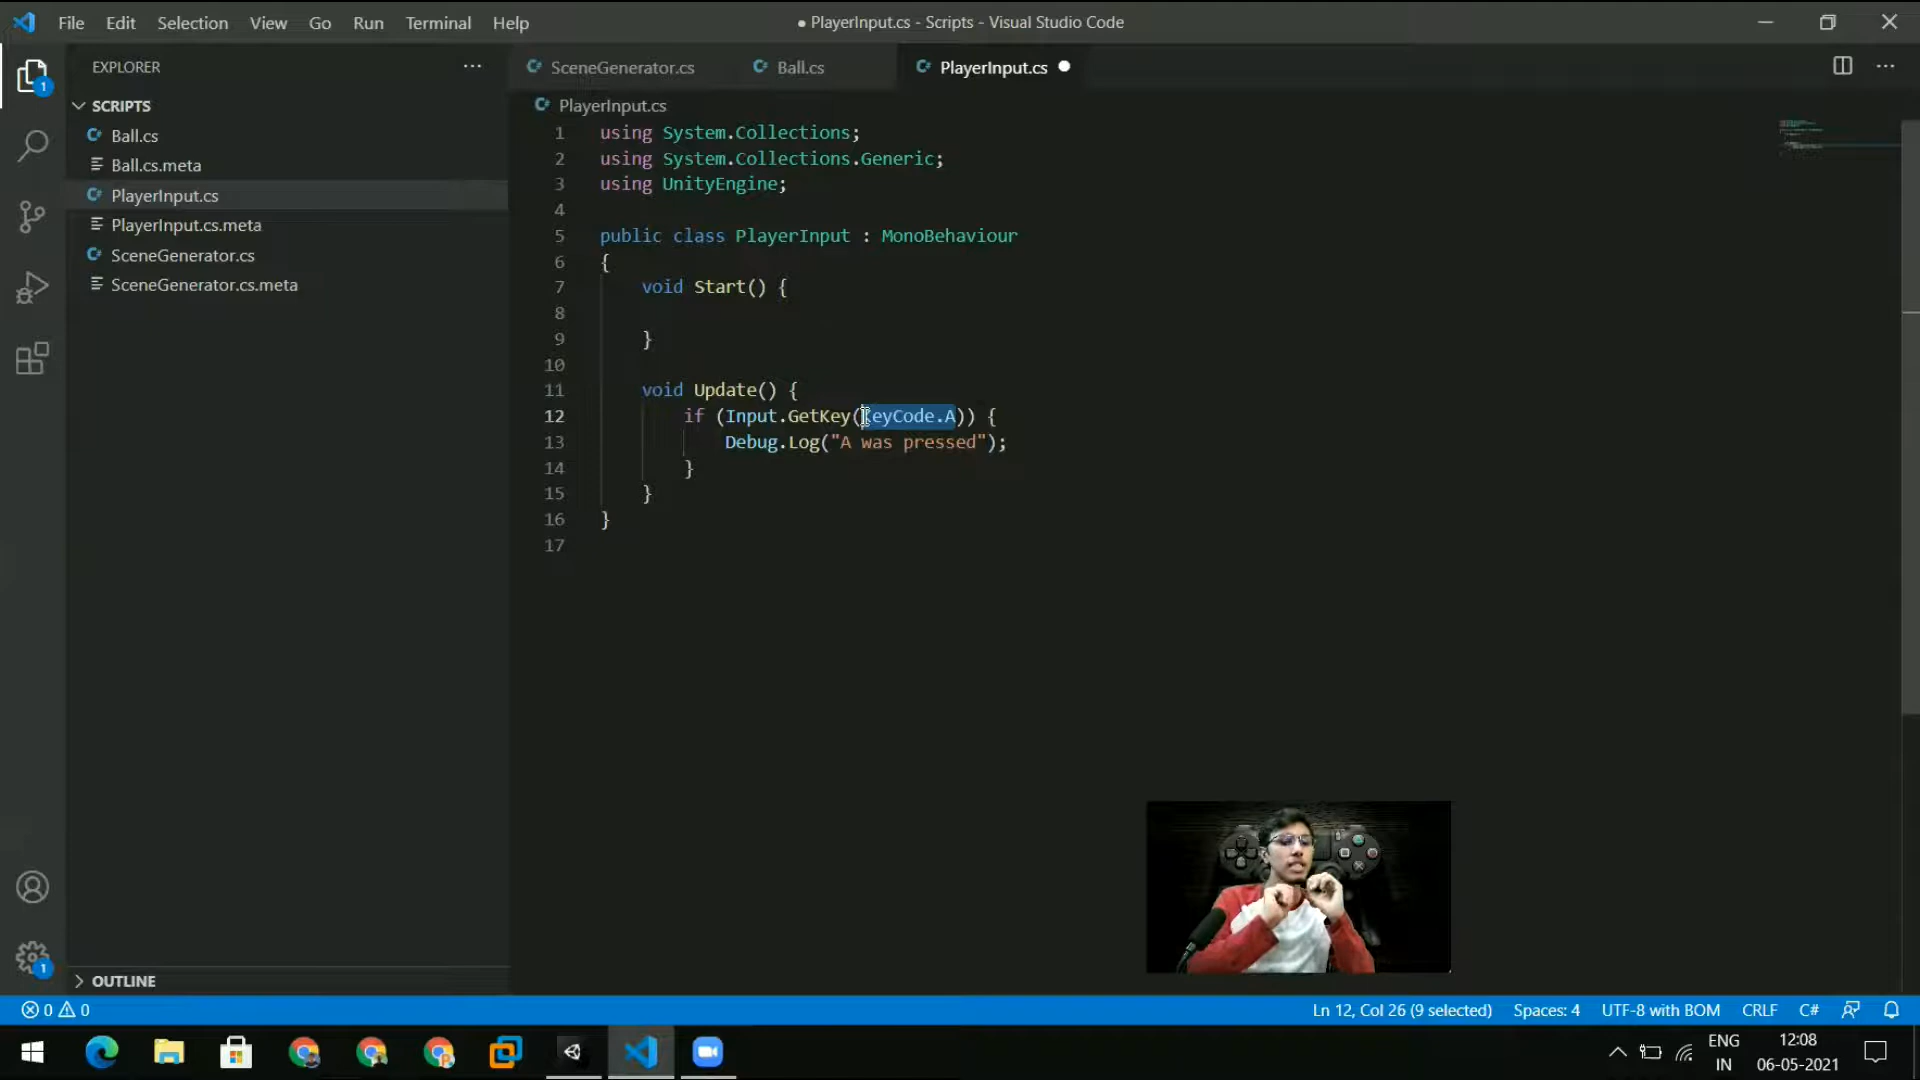 File Edit Selection View Go Run Terminal Help
● PlayerInput.cs - Scripts - Visual Studio Code
EXPLORER
SceneGenerator.cs
Ball.cs
PlayerInput.cs
SCRIPTS
Ball.cs
Ball.cs.meta
PlayerInput.cs
PlayerInput.cs.meta
SceneGenerator.cs
SceneGenerator.cs.meta
PlayerInput.cs
1 using System.Collections;
2 using System.Collections.Generic;
3 using UnityEngine;
4
5 public class PlayerInput : MonoBehaviour
6 {
7 void Start() {
8
9 }
10
11 void Update() {
12 if (Input.GetKey(KeyCode.A)) {
13 Debug.Log("A was pressed");
14 }
15 }
16 }
17
1
1
OUTLINE
0 0
Ln 12, Col 26 (9 selected) Spaces: 4 UTF-8 with BOM CRLF C#
ENG
IN
12:08
06-05-2021